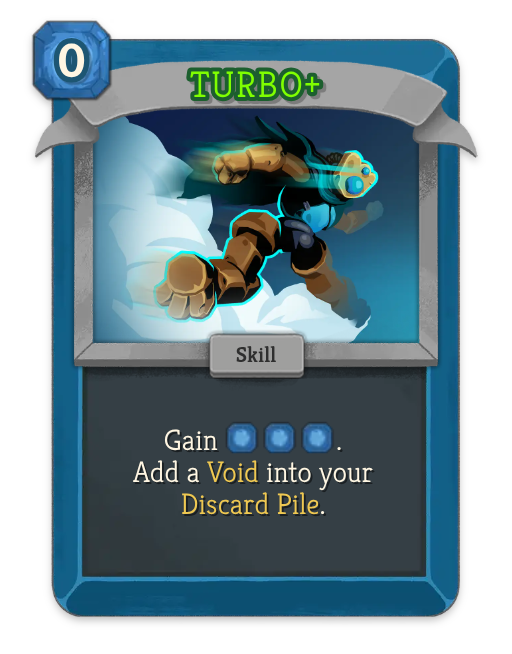 0
TURBO+
Skill
Gain .
Add a Void into your
Discard Pile.